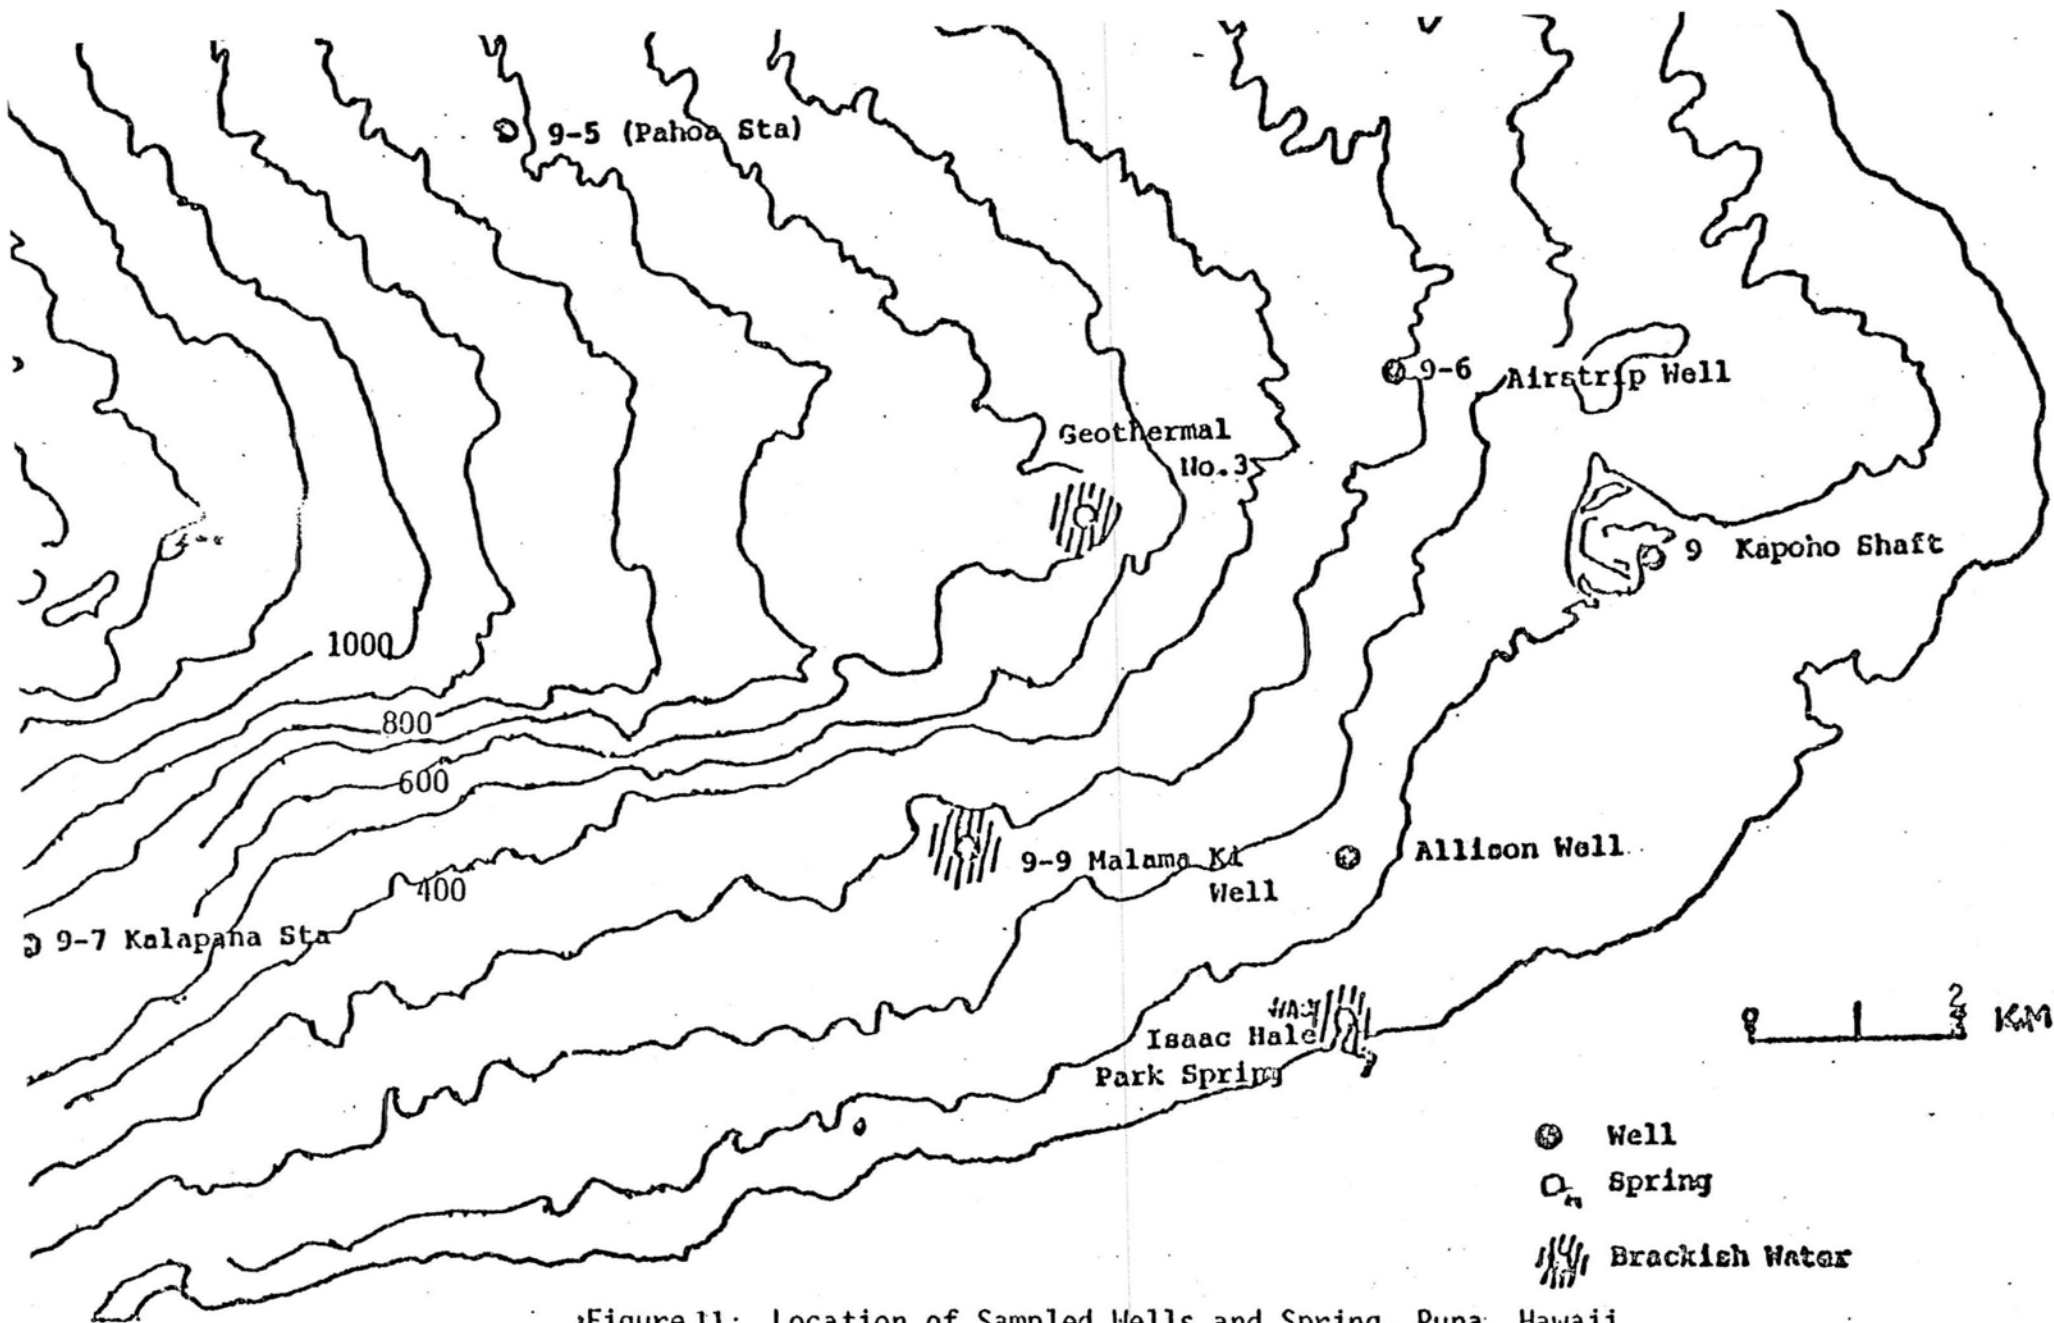 9-5 (Pahoa Sta)
9-6 Airstrip Well
Geothermal
No.3
9 Kapoho Shaft
1000
800
600
9-9 Malama Ki
Well
Allison Well
400
9-7 Kalapana Sta
Isaac Hale
Park Spring
0 2 KM
Well
Spring
Brackish Water
Figure 11: Location of Sampled Wells and Spring, Puna, Hawaii